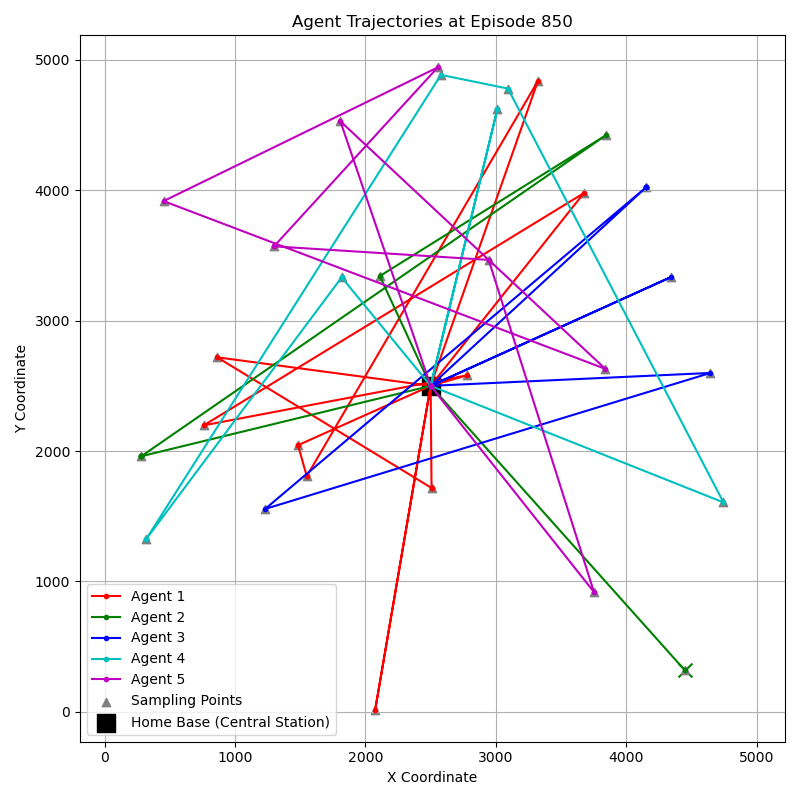 Agent Trajectories at Episode 850
Y Coordinate
5000
4000
3000
2000
1000
0
Agent 1
Agent 2
Agent 3
Agent 4
Agent 5
Sampling Points
Home Base (Central Station)
0 1000 2000 3000 4000 5000
X Coordinate